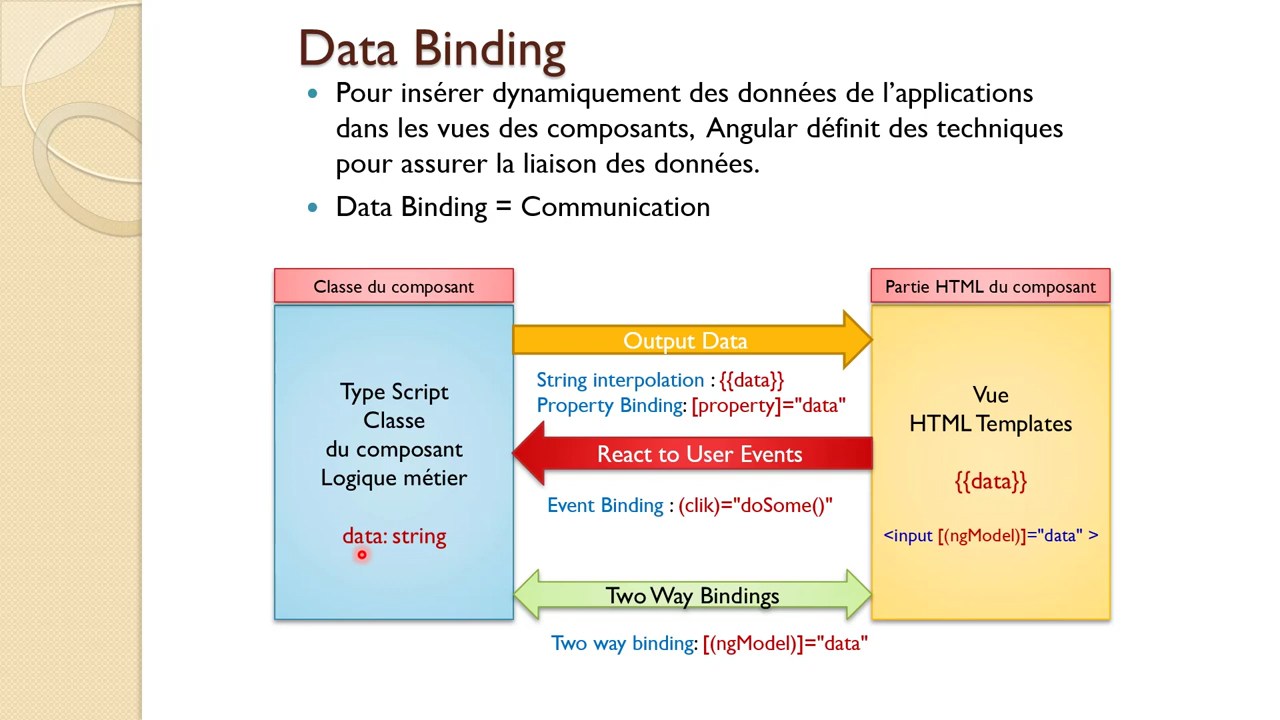 Data Binding
Pour insérer dynamiquement des données de l’applications
dans les vues des composants, Angular définit des techniques
pour assurer la liaison des données.
Data Binding = Communication
Classe du composant
Partie HTML du composant
Type Script
Classe
du composant
Logique métier
data: string
Output Data
String interpolation : {{data}}
Property Binding: [property]="data"
React to User Events
Event Binding : (clik)="doSome()"
Two Way Bindings
Two way binding: [(ngModel)]="data"
Vue
HTML Templates
{{data}}
<input [(ngModel)]="data" >